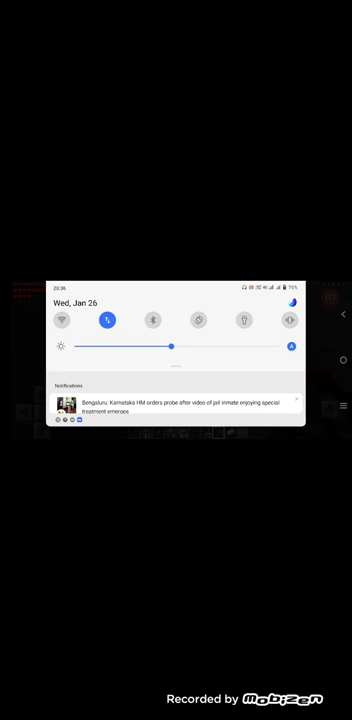 20:36
76%
Wed, Jan 26
A
Notifications
Bengaluru: Karnataka HM orders probe after video of jail inmate enjoying special
treatment emerges
Recorded by mobizen